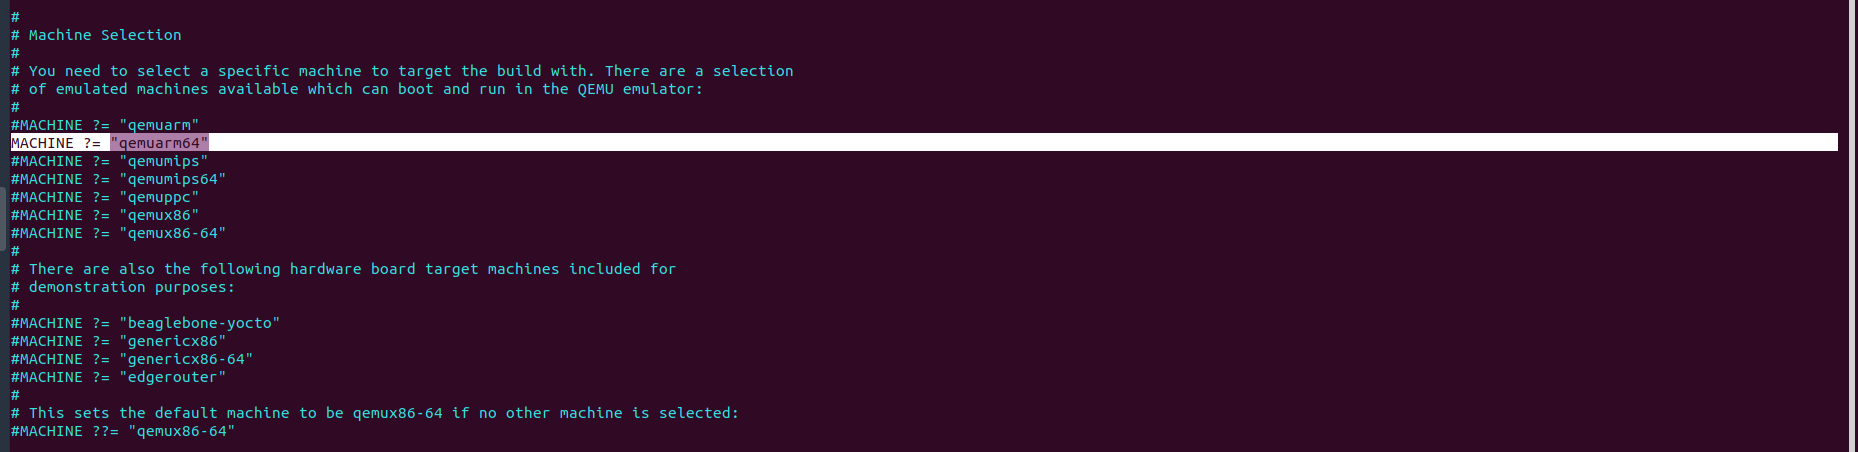 #
# Machine Selection
#
# You need to select a specific machine to target the build with. There are a selection
# of emulated machines available which can boot and run in the QEMU emulator:
#
#MACHINE ?= "qemuarm"
MACHINE ?= "qemuarm64"
#MACHINE ?= "qemumips"
#MACHINE ?= "qemumips64"
#MACHINE ?= "qemuppc"
#MACHINE ?= "qemux86"
#MACHINE ?= "qemux86-64"
#
# There are also the following hardware board target machines included for
# demonstration purposes:
#
#MACHINE ?= "beaglebone-yocto"
#MACHINE ?= "genericx86"
#MACHINE ?= "genericx86-64"
#MACHINE ?= "edgerouter"
#
# This sets the default machine to be qemux86-64 if no other machine is selected:
#MACHINE ??= "qemux86-64"